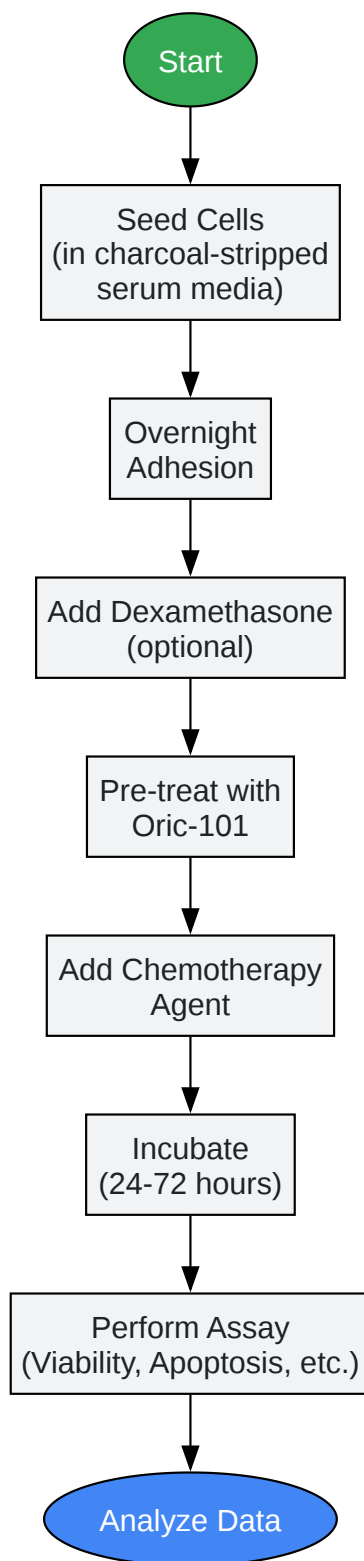 Start
Seed Cells
(in charcoal-stripped
serum media)
Overnight
Adhesion
Add Dexamethasone
(optional)
Pre-treat with
Oric-101
Add Chemotherapy
Agent
Incubate
(24-72 hours)
Perform Assay
(Viability, Apoptosis, etc.)
Analyze Data